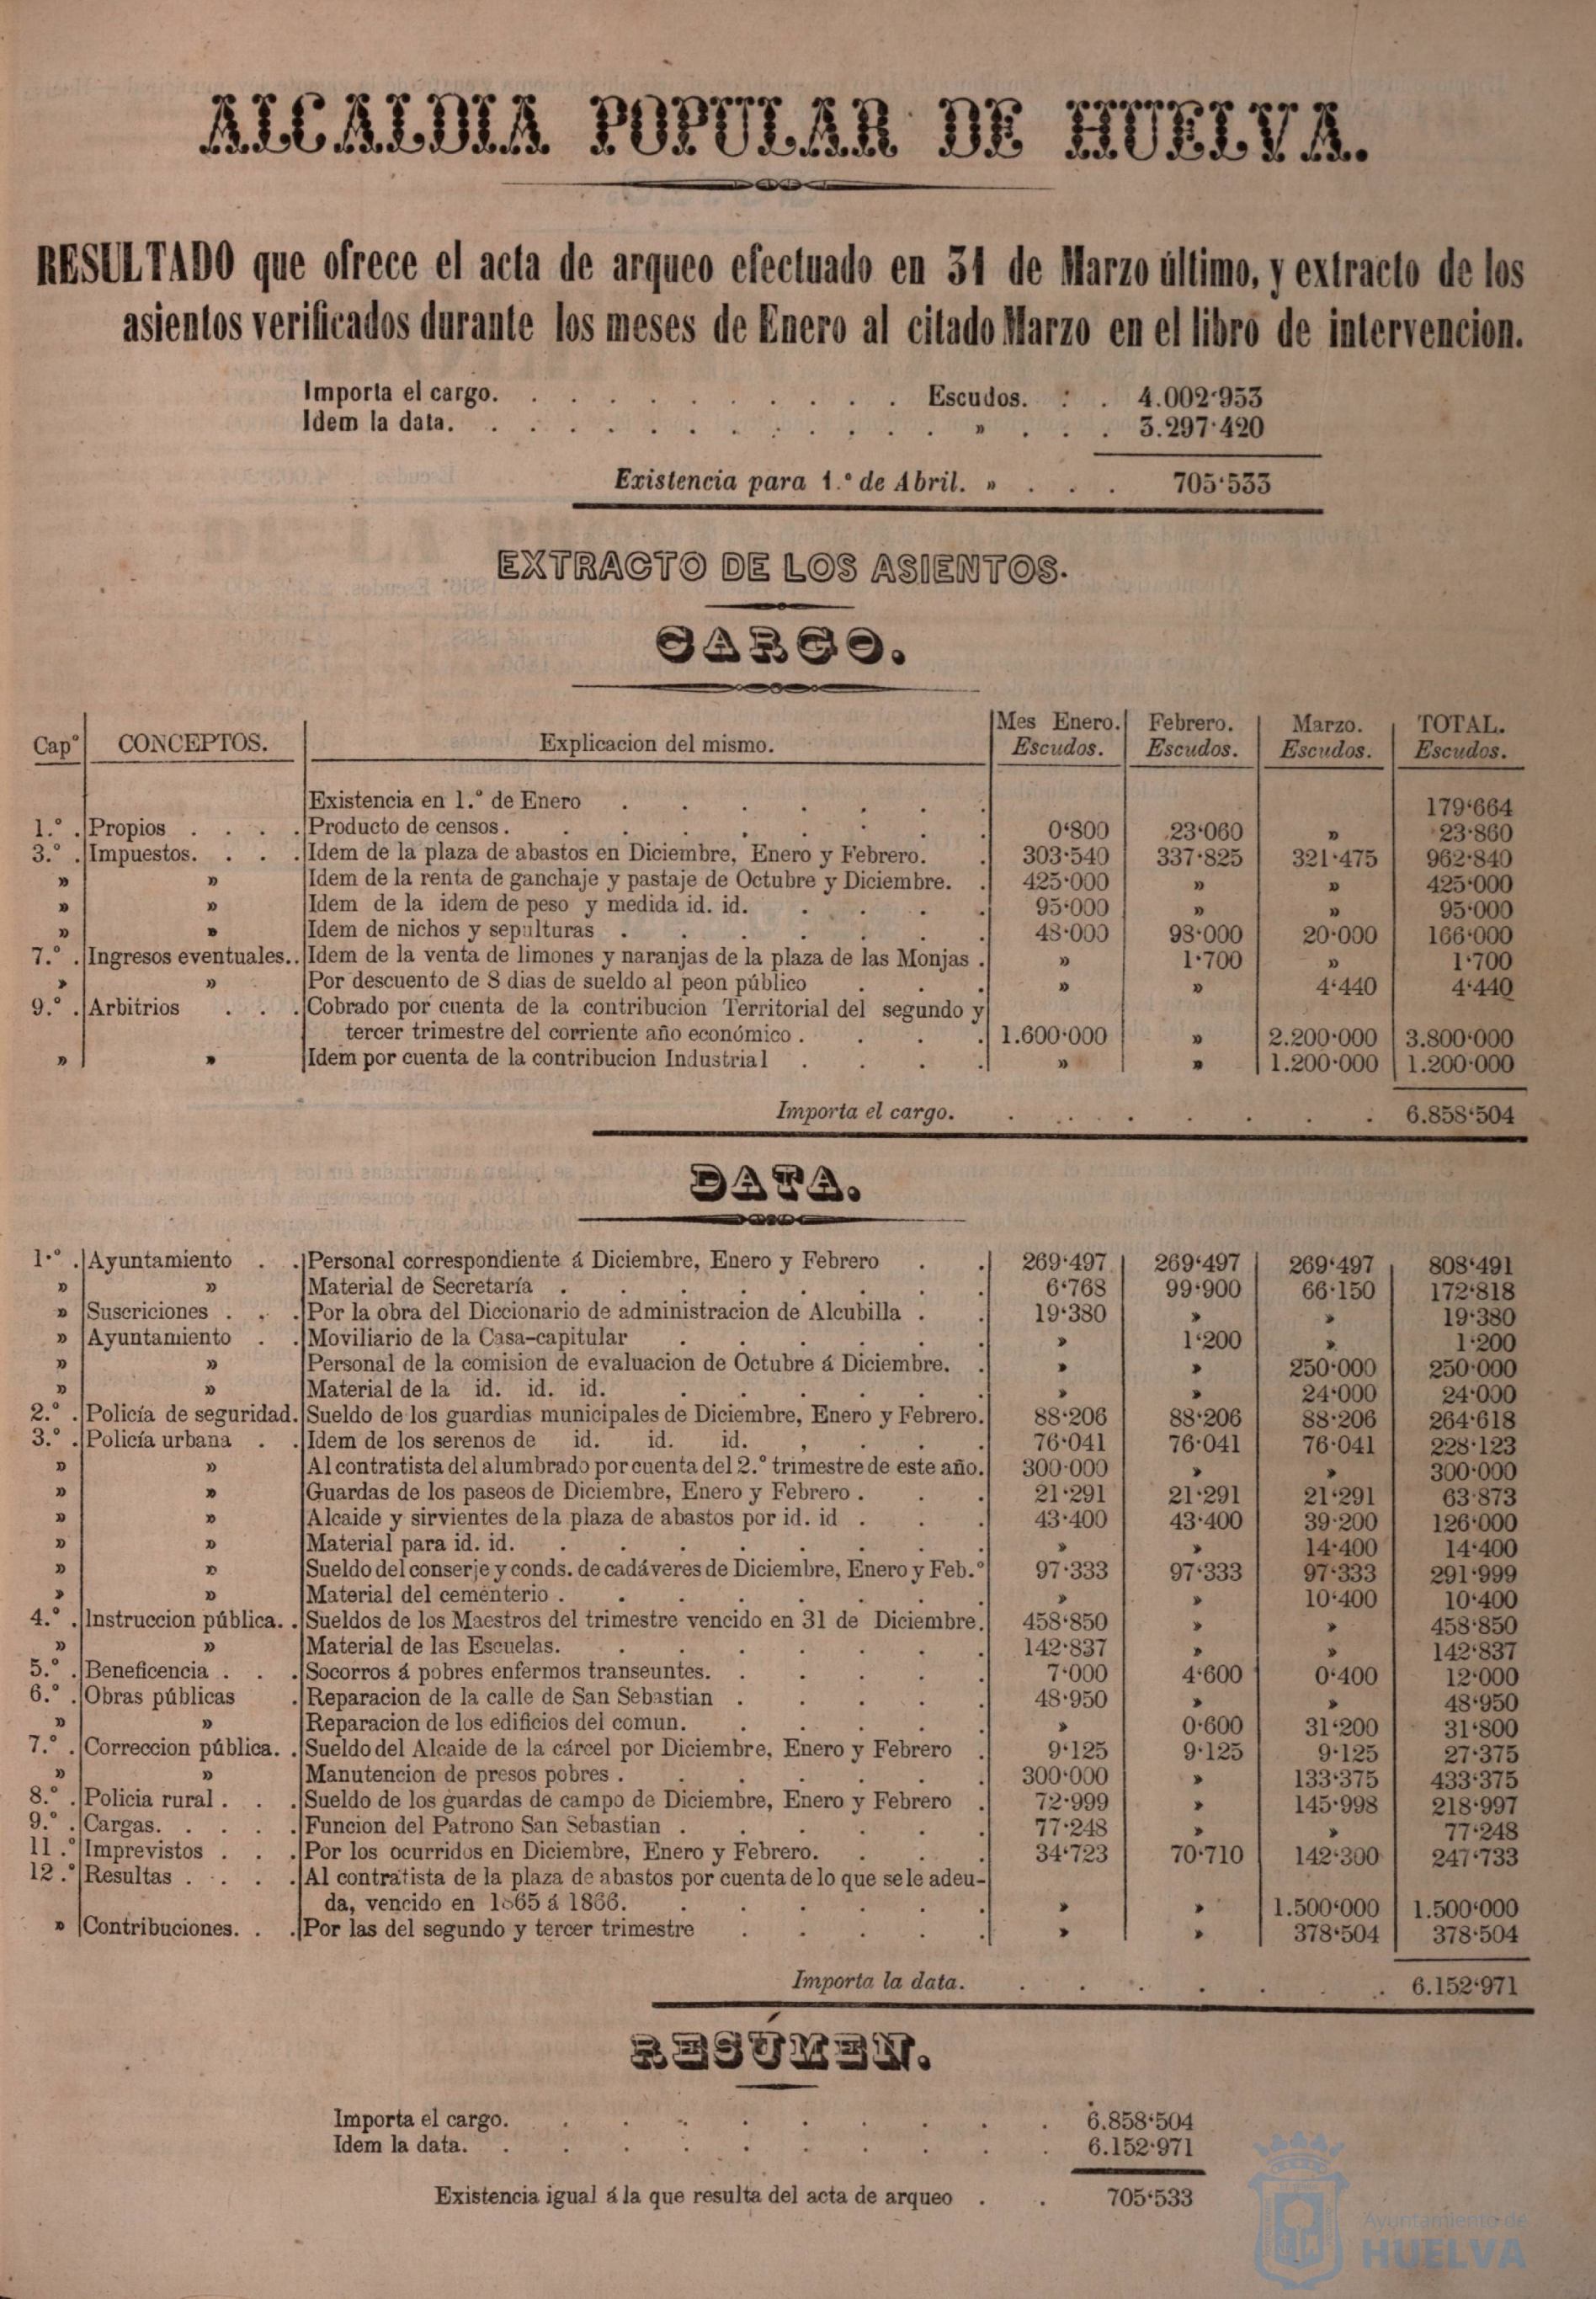 ALCALDIA POPULAR DE HUELVA.
RESULTADO que ofrece el acta de arqueo efectuado en 31 de Marzo último, y extracto de los
asientos verificados durante los meses de Enero al citado Marzo en el libro de intervencion.
Importa el cargo. Escudos. 4.002'953
Idem la data. » 3.297'420
Existencia para 1.º de Abril. » 705'533
EXTRACTO DE LOS ASIENTOS.
CARGO.
Capº CONCEPTOS. Explicacion del mismo. Mes Enero. Escudos. Febrero. Escudos. Marzo. Escudos. TOTAL. Escudos.
Existencia en 1.º de Enero 179'664
1.º Propios Producto de censos. 0'800 23'060 » 23'860
3.º Impuestos. Idem de la plaza de abastos en Diciembre, Enero y Febrero. 303'540 337'825 321'475 962'840
» » Idem de la renta de ganchaje y pastaje de Octubre y Diciembre. 425'000 » » 425'000
» » Idem de la idem de peso y medida id. id. 95'000 » » 95'000
» » Idem de nichos y sepulturas 48'000 98'000 20'000 166'000
7.º Ingresos eventuales. Idem de la venta de limones y naranjas de la plaza de las Monjas » 1'700 » 1'700
» » Por descuento de 8 dias de sueldo al peon público » » 4'440 4'440
9.º Arbitrios Cobrado por cuenta de la contribucion Territorial del segundo y
tercer trimestre del corriente año económico. 1.600'000 » 2.200'000 3.800'000
» » Idem por cuenta de la contribucion Industrial » » 1.200'000 1.200'000
Importa el cargo. 6.858'504
DATA.
1.º Ayuntamiento Personal correspondiente á Diciembre, Enero y Febrero 269'497 269'497 269'497 808'491
» » Material de Secretaría 6'768 99'900 66'150 172'818
» Suscriciones Por la obra del Diccionario de administracion de Alcubilla 19'380 » » 19'380
» Ayuntamiento Moviliario de la Casa-capitular » 1'200 » 1'200
» » Personal de la comision de evaluacion de Octubre á Diciembre. » » 250'000 250'000
» » Material de la id. id. id. » » 24'000 24'000
2.º Policía de seguridad. Sueldo de los guardias municipales de Diciembre, Enero y Febrero. 88'206 88'206 88'206 264'618
3.º Policía urbana Idem de los serenos de id. id. id. 76'041 76'041 76'041 228'123
» » Al contratista del alumbrado por cuenta del 2.º trimestre de este año. 300'000 » » 300'000
» » Guardas de los paseos de Diciembre, Enero y Febrero. 21'291 21'291 21'291 63'873
» » Alcaide y sirvientes de la plaza de abastos por id. id. 43'400 43'400 39'200 126'000
» » Material para id. id. » » 14'400 14'400
» » Sueldo del conserje y conds. de cadáveres de Diciembre, Enero y Feb.º 97'333 97'333 97'333 291'999
» » Material del cementerio. » » 10'400 10'400
4.º Instruccion pública. Sueldos de los Maestros del trimestre vencido en 31 de Diciembre. 458'850 » » 458'850
» » Material de las Escuelas. 142'837 » » 142'837
5.º Beneficencia Socorros á pobres enfermos transeuntes. 7'000 4'600 0'400 12'000
6.º Obras públicas Reparacion de la calle de San Sebastian 48'950 » » 48'950
» » Reparacion de los edificios del comun. » 0'600 31'200 31'800
7.º Correccion pública. Sueldo del Alcaide de la cárcel por Diciembre, Enero y Febrero 9'125 9'125 9'125 27'375
» » Manutencion de presos pobres. 300'000 » 133'375 433'375
8.º Policia rural. Sueldo de los guardas de campo de Diciembre, Enero y Febrero 72'999 » 145'998 218'997
9.º Cargas. Funcion del Patrono San Sebastian 77'248 » » 77'248
11.º Imprevistos Por los ocurridos en Diciembre, Enero y Febrero. 34'723 70'710 142'300 247'733
12.º Resultas Al contratista de la plaza de abastos por cuenta de lo que se le adeu-
da, vencido en 1865 á 1866. » » 1.500'000 1.500'000
» Contribuciones. Por las del segundo y tercer trimestre » » 378'504 378'504
Importa la data. 6.152'971
RESÚMEN.
Importa el cargo. 6.858'504
Idem la data. 6.152'971
Existencia igual á la que resulta del acta de arqueo 705'533
Ayuntamiento de
HUELVA